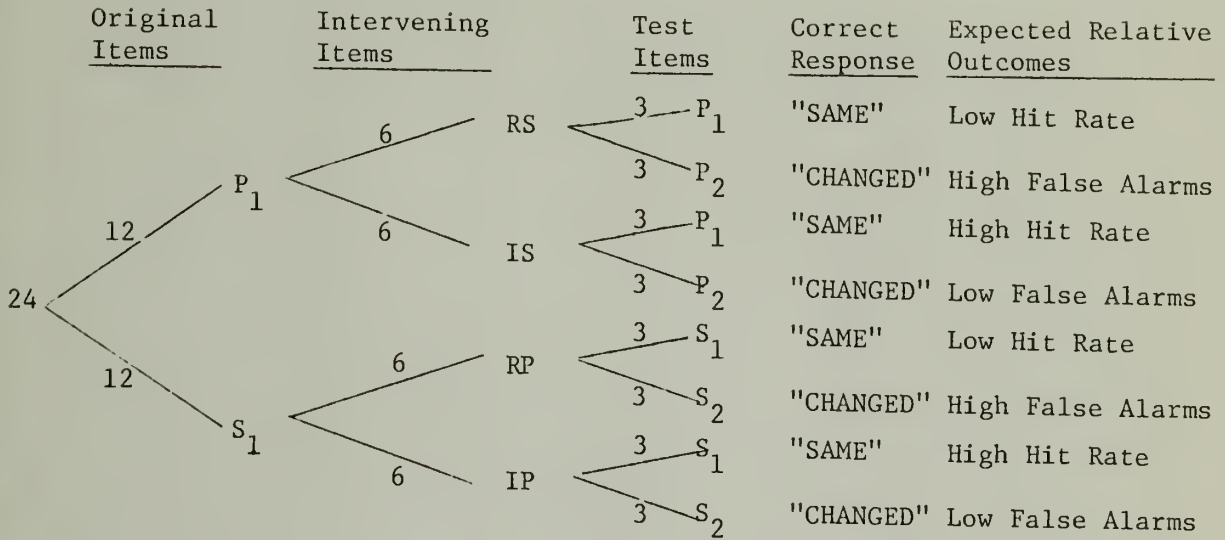 Original Intervening Test Correct Expected Relative
Items Items Items Response Outcomes
3 P1 "SAME" Low Hit Rate
6 RS
3 P2 "CHANGED" High False Alarms
P1
12 6 3 P1 "SAME" High Hit Rate
IS
24 3 P2 "CHANGED" Low False Alarms
3 S1 "SAME" Low Hit Rate
12 6 RP
3 S2 "CHANGED" High False Alarms
S1
3 S1 "SAME" High Hit Rate
6 IP
3 S2 "CHANGED" Low False Alarms